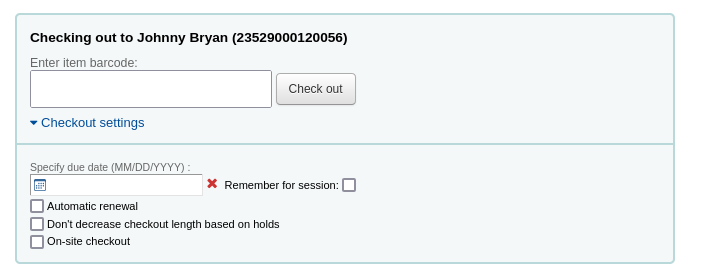 Checking out to Johnny Bryan (23529000120056)
Enter item barcode:
Check out
Checkout settings
Specify due date (MM/DD/YYYY) :
Remember for session:
Automatic renewal
Don't decrease checkout length based on holds
On-site checkout